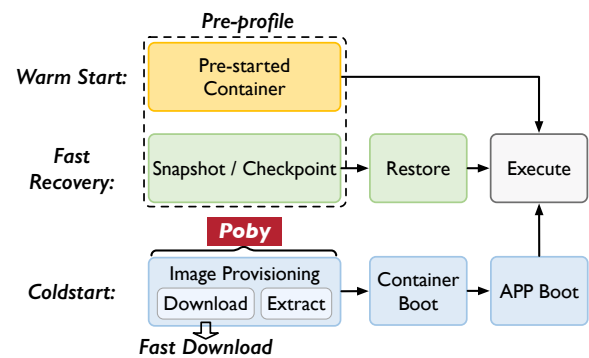 Pre-profile
Warm Start:
Pre-started
Container
Fast
Recovery:
Snapshot / Checkpoint
Restore
Execute
Poby
Coldstart:
Image Provisioning
Download
Extract
Container
Boot
APP Boot
Fast Download